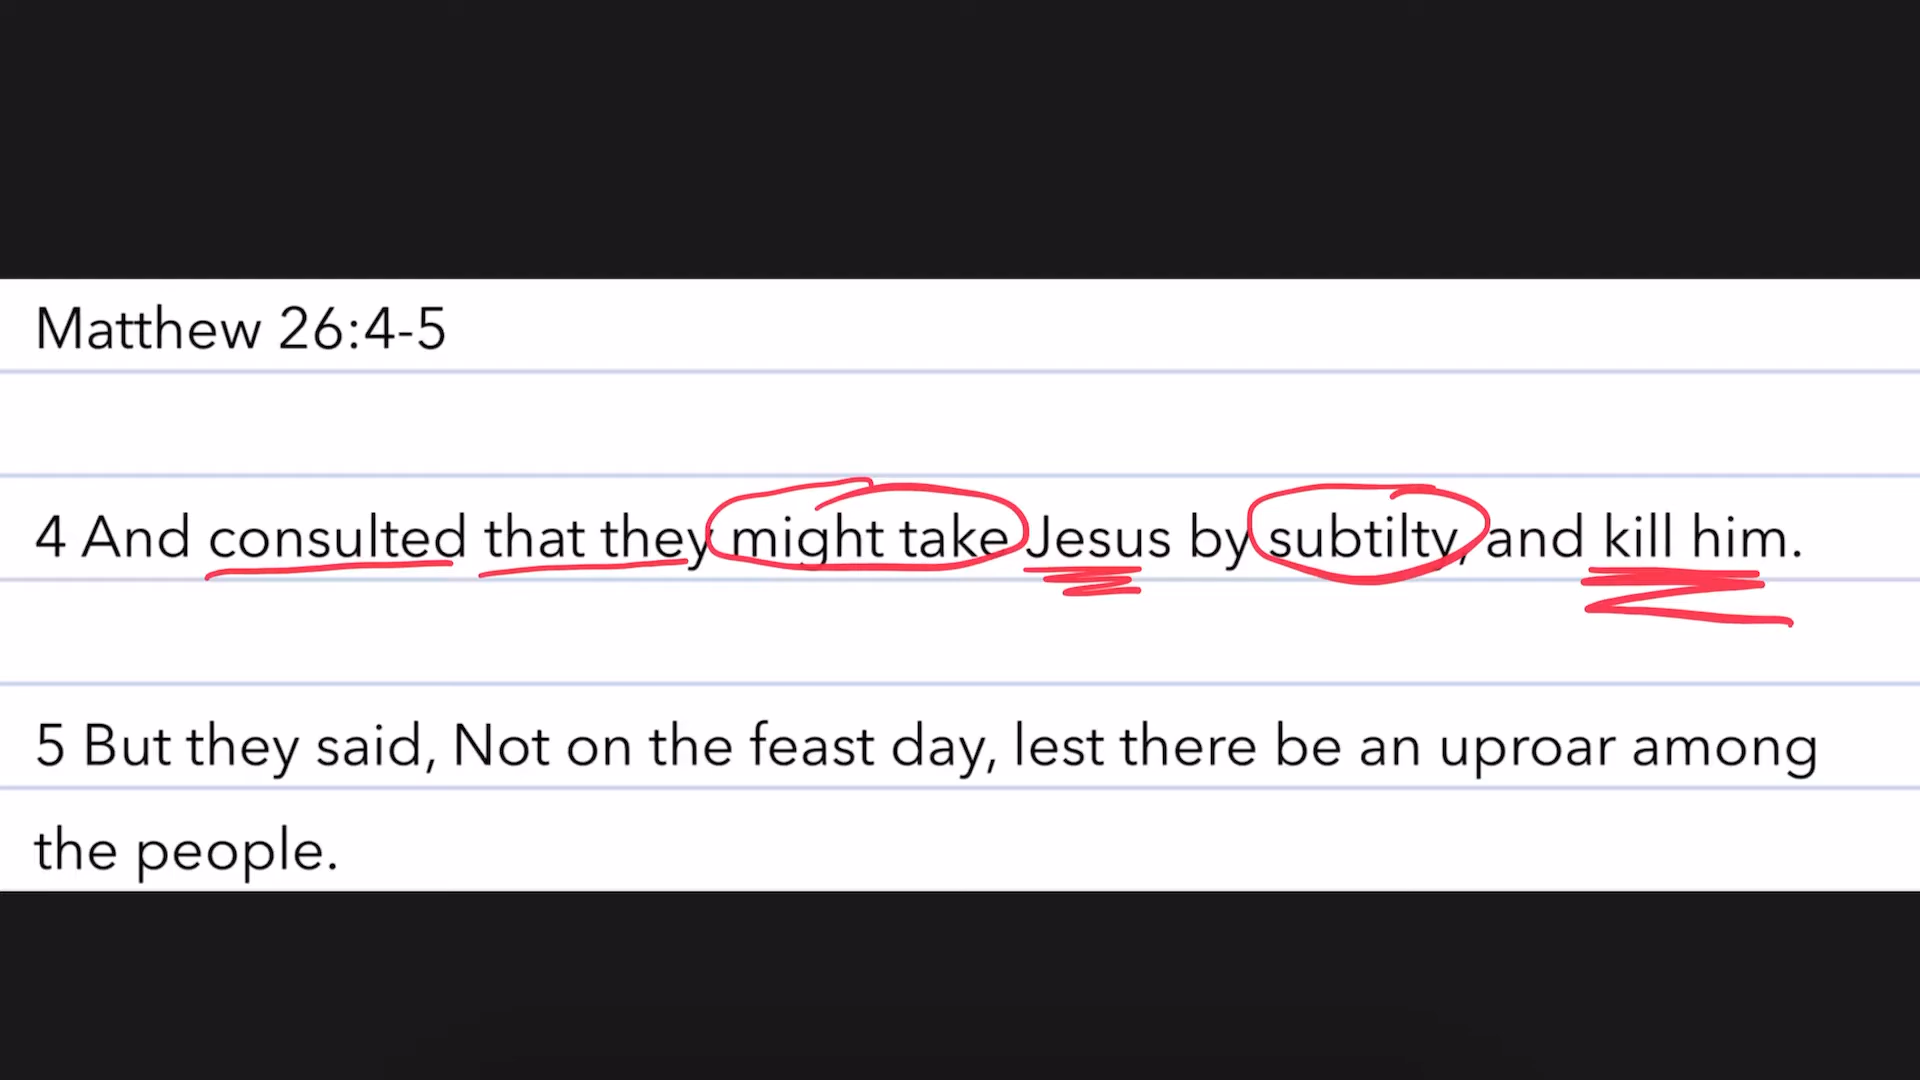 Matthew 26:4-5
4 And consulted that they might take Jesus by subtilty, and kill him.
5 But they said, Not on the feast day, lest there be an uproar among
the people.